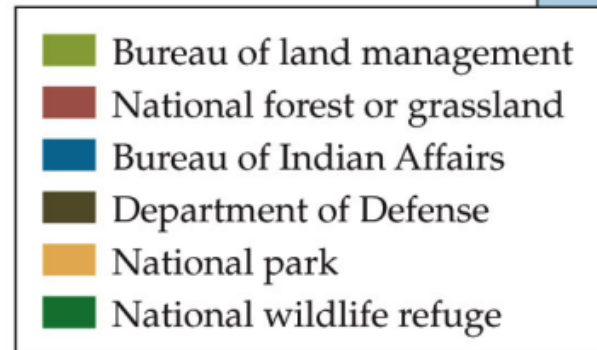 Bureau of land management
National forest or grassland
Bureau of Indian Affairs
Department of Defense
National park
National wildlife refuge